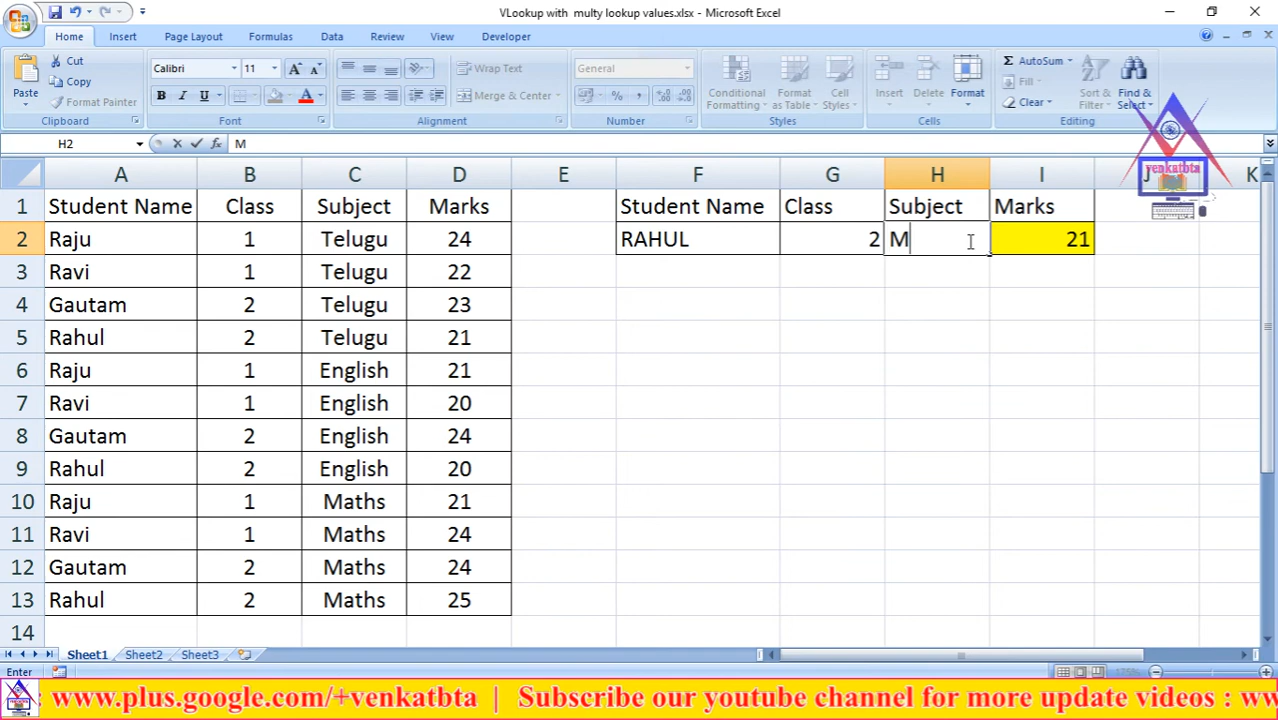 VLookup with multy lookup values.xlsx - Microsoft Excel
Home Insert Page Layout Formulas Data Review View Developer
Paste Cut Copy Format Painter Clipboard
Calibri 11 A A B I U A Font
Wrap Text Merge & Center Alignment
General % , Number
Conditional Formatting Format as Table Cell Styles Styles
Insert Delete Format Cells
Σ AutoSum Fill Clear Sort & Filter Find & Select Editing
H2 fx M
venkatbta
A B C D E F G H I J K
1 Student Name Class Subject Marks Student Name Class Subject Marks
2 Raju 1 Telugu 24 RAHUL 2 M 21
3 Ravi 1 Telugu 22
4 Gautam 2 Telugu 23
5 Rahul 2 Telugu 21
6 Raju 1 English 21
7 Ravi 1 English 20
8 Gautam 2 English 24
9 Rahul 2 English 20
10 Raju 1 Maths 21
11 Ravi 1 Maths 24
12 Gautam 2 Maths 24
13 Rahul 2 Maths 25
14
Sheet1 Sheet2 Sheet3
Enter 175%
: www.plus.google.com/+venkatbta | Subscribe our youtube channel for more update videos : ww